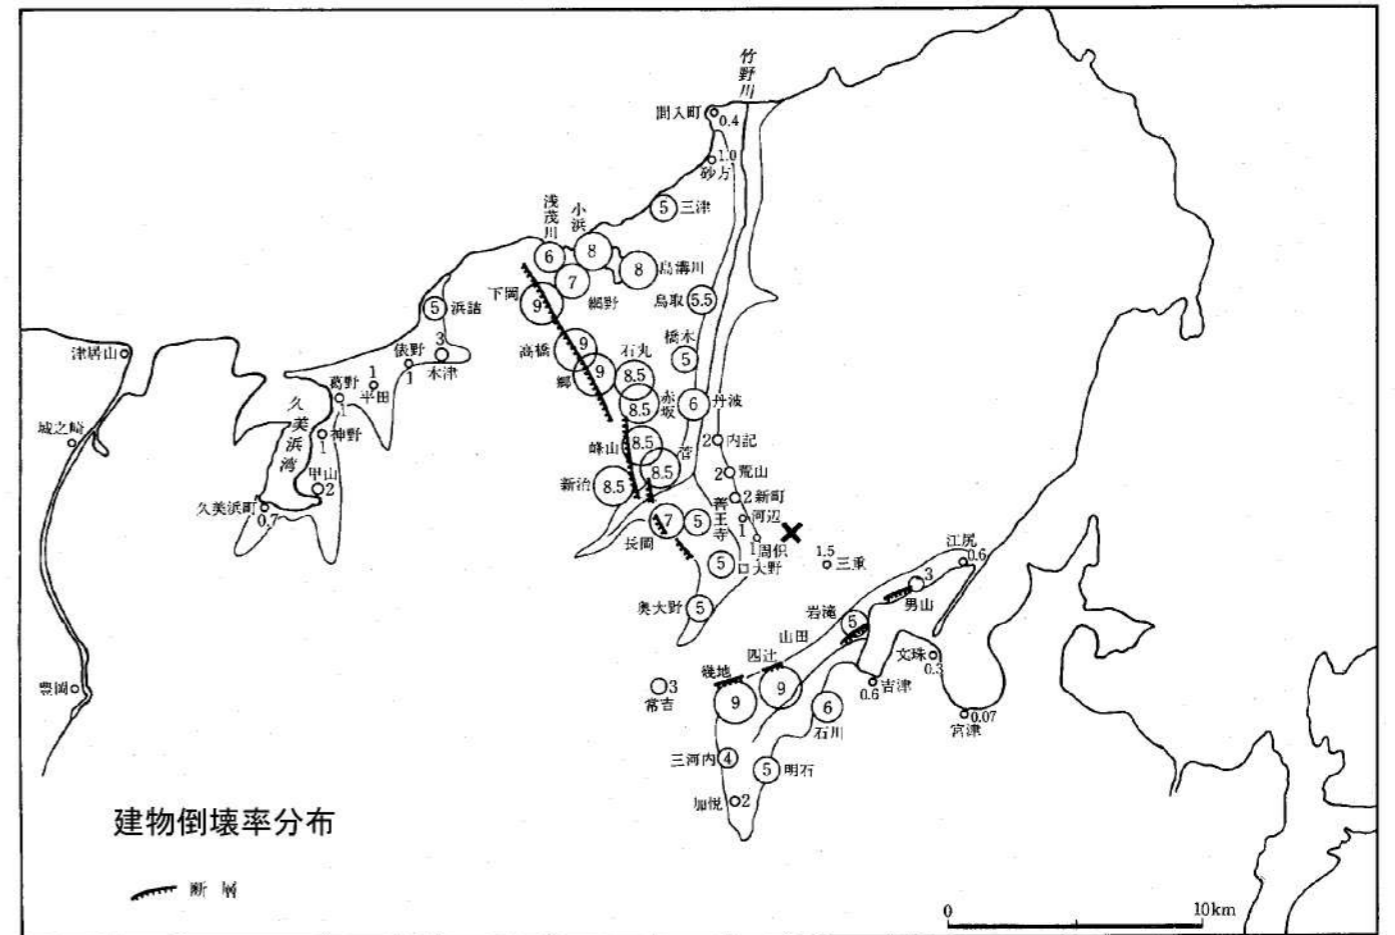 竹野川
間人町
0.4
1.0
砂方
5 三津
浅茂川
小浜
6
8
8 島溝川
7
網野
下岡
9
鳥取 5.5
5 浜詰
3
木津
俵野
1
1
平田
葛野
1
神野
1
甲山
2
久美浜湾
久美浜町
0.7
津居山
城之崎
豊岡
高橋 9
郷 9
石丸
8.5
橋木
5
赤坂
8.5
6 丹波
峰山 8.5
菅
8.5
新治 8.5
2 内記
2 荒山
2 新町
善王寺
5
河辺
1
1
周枳
長岡
7
5
口大野
奥大野 5
1.5
三重
江尻
0.6
3
男山
岩滝
5
山田
四辻
9
幾地
9
文珠
0.3
吉津
0.6
0.07
宮津
3
常吉
6
石川
三河内 4
5 明石
加悦 2
建物倒壊率分布
断層
0
10km